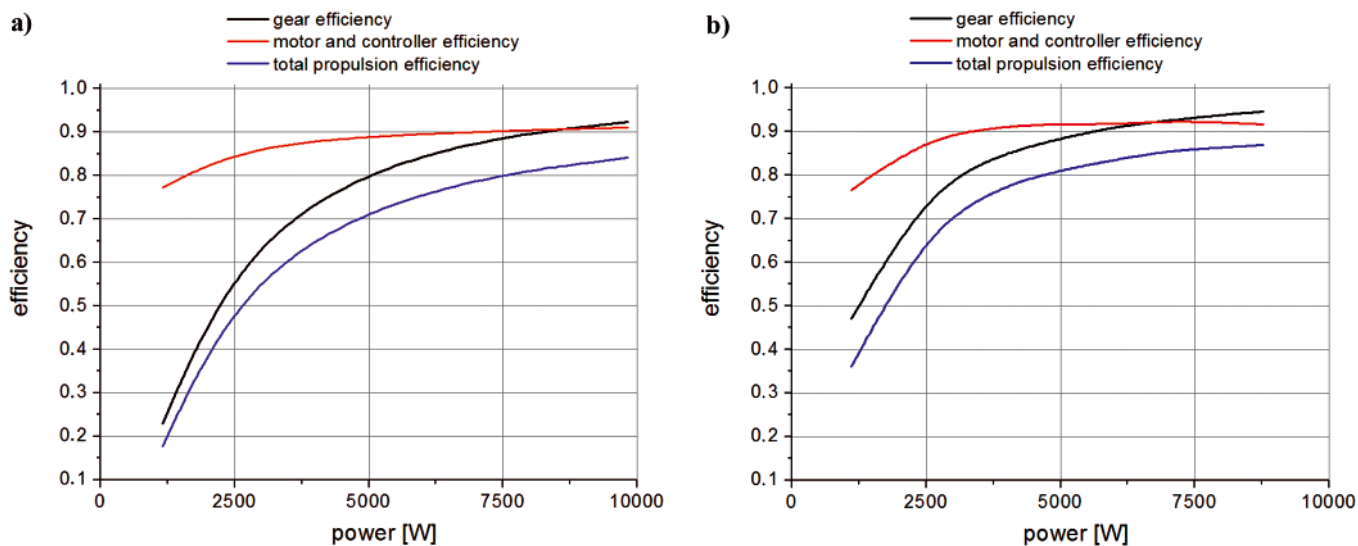 a)
gear efficiency
motor and controller efficiency
total propulsion efficiency
1.0
0.9
0.8
0.7
0.6
0.5
0.4
0.3
0.2
0.1
efficiency
0 2500 5000 7500 10000
power [W]
b)
gear efficiency
motor and controller efficiency
total propulsion efficiency
1.0
0.9
0.8
0.7
0.6
0.5
0.4
0.3
0.2
0.1
efficiency
0 2500 5000 7500 10000
power [W]